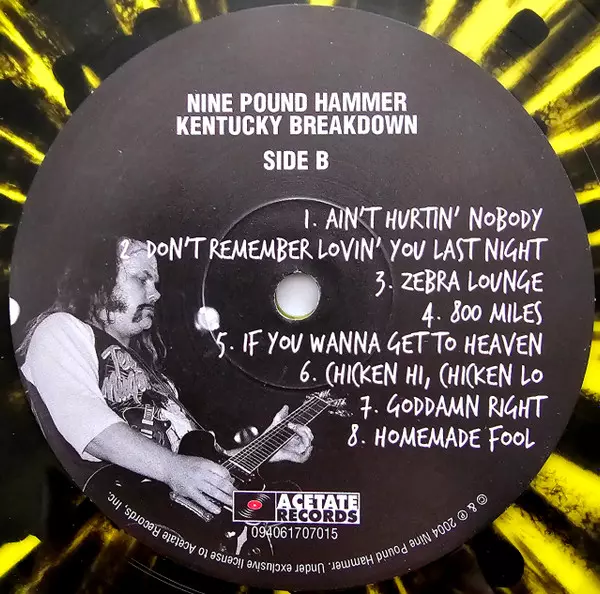 NINE POUND HAMMER
KENTUCKY BREAKDOWN
SIDE B
1. AIN'T HURTIN' NOBODY
2. DON'T REMEMBER LOVIN' YOU LAST NIGHT
3. ZEBRA LOUNGE
4. 800 MILES
5. IF YOU WANNA GET TO HEAVEN
6. CHICKEN HI, CHICKEN LO
7. GODDAMN RIGHT
8. HOMEMADE FOOL
ACETATE
RECORDS
094061707015
© & ℗ 2004 Nine Pound Hammer. Under exclusive license to Acetate Records, Inc.